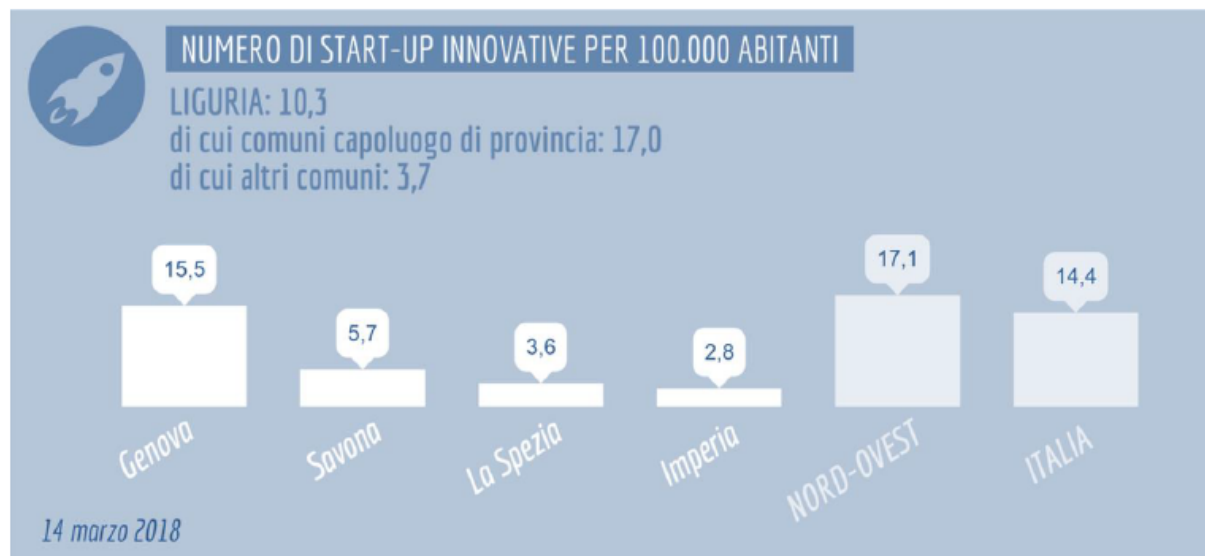 NUMERO DI START-UP INNOVATIVE PER 100.000 ABITANTI
LIGURIA: 10,3
di cui comuni capoluogo di provincia: 17,0
di cui altri comuni: 3,7
15,5
5,7
3,6
2,8
17,1
14,4
Genova
Savona
La Spezia
Imperia
NORD-OVEST
ITALIA
14 marzo 2018